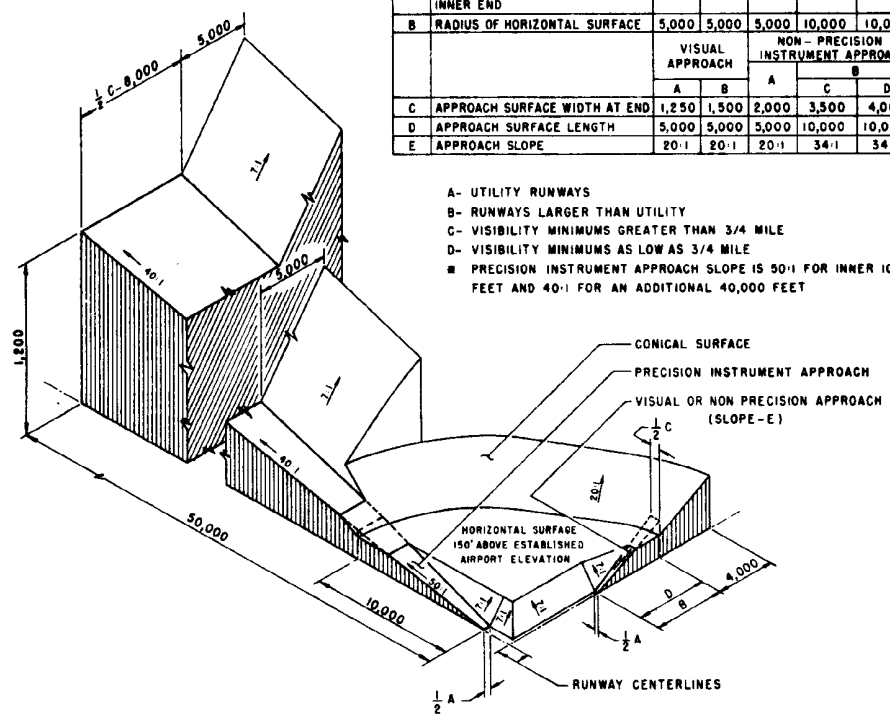 INNER END
B RADIUS OF HORIZONTAL SURFACE 5,000 5,000 5,000 10,000
VISUAL APPROACH
NON-PRECISION
A B
A
B
C D
C APPROACH SURFACE WIDTH AT END 1,250 1,500 2,000 3,500
D APPROACH SURFACE LENGTH 5,000 5,000 5,000 10,000
E APPROACH SLOPE 20:1 20:1 20:1 34:1
A- UTILITY RUNWAYS
B- RUNWAYS LARGER THAN UTILITY
C- VISIBILITY MINIMUMS GREATER THAN 3/4 MILE
D- VISIBILITY MINIMUMS AS LOW AS 3/4 MILE
PRECISION INSTRUMENT APPROACH SLOPE IS 50:1 FOR INNER
FEET AND 40:1 FOR AN ADDITIONAL 40,000 FEET
5,000
1/2 C-8,000
7:1
40:1
5,000
1,200
7:1
CONICAL SURFACE
PRECISION INSTRUMENT APPROACH
VISUAL OR NON PRECISION APPROACH
(SLOPE-E)
1/2 C
40:1
20:1
50,000
HORIZONTAL SURFACE
150' ABOVE ESTABLISHED
AIRPORT ELEVATION
7:1
50:1
10,000
7:1
7:1
7:1
D
B
4,000
1/2 A
1/2 A
RUNWAY CENTERLINES